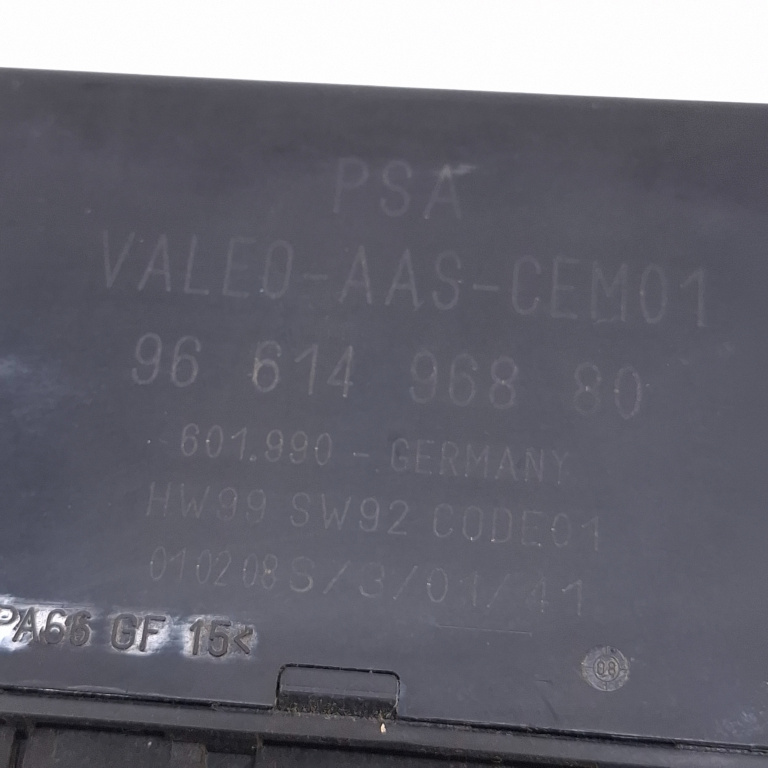 PSA
VALEO-AAS-CEM01
96 614 968 80
601.990 - GERMANY
HW99 SW92 CODE01
010208S/3/01/41
PA66 GF 15<
08